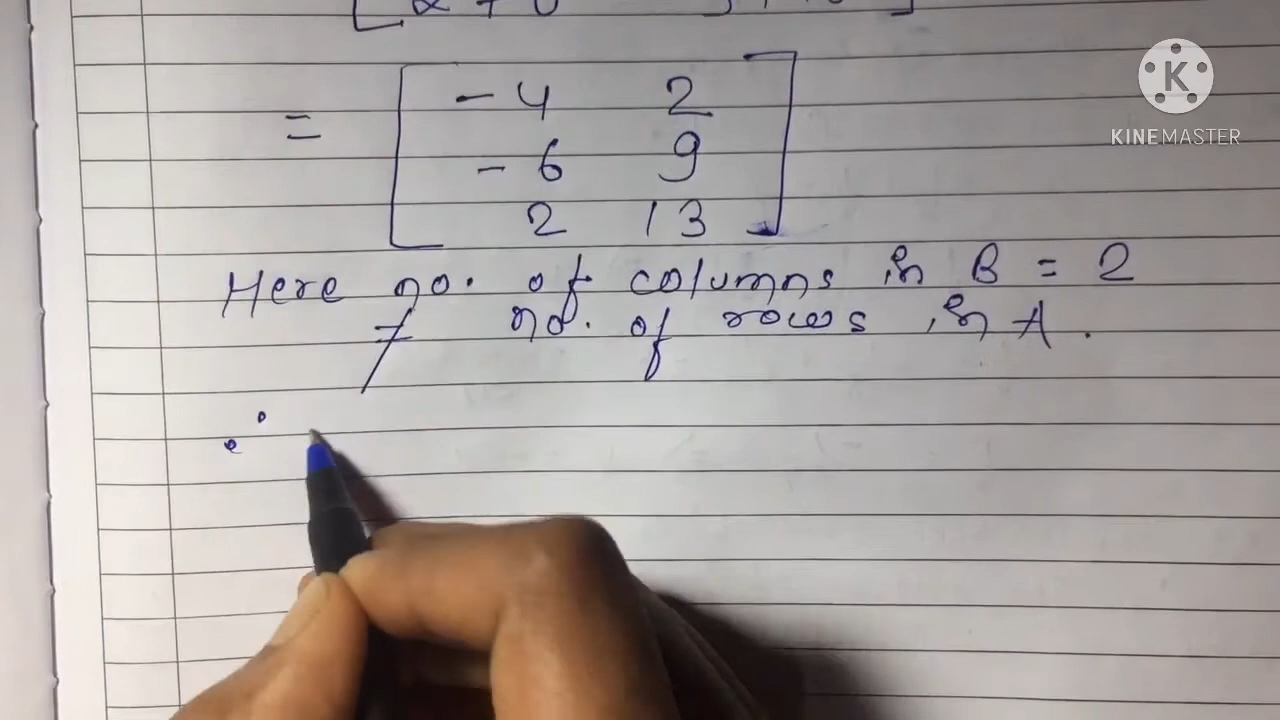 = [ - 4 2
- 6 9
2 13 ]
Here no. of columns in B = 2
≠ no. of rows in A.
∴
K
KINEMASTER